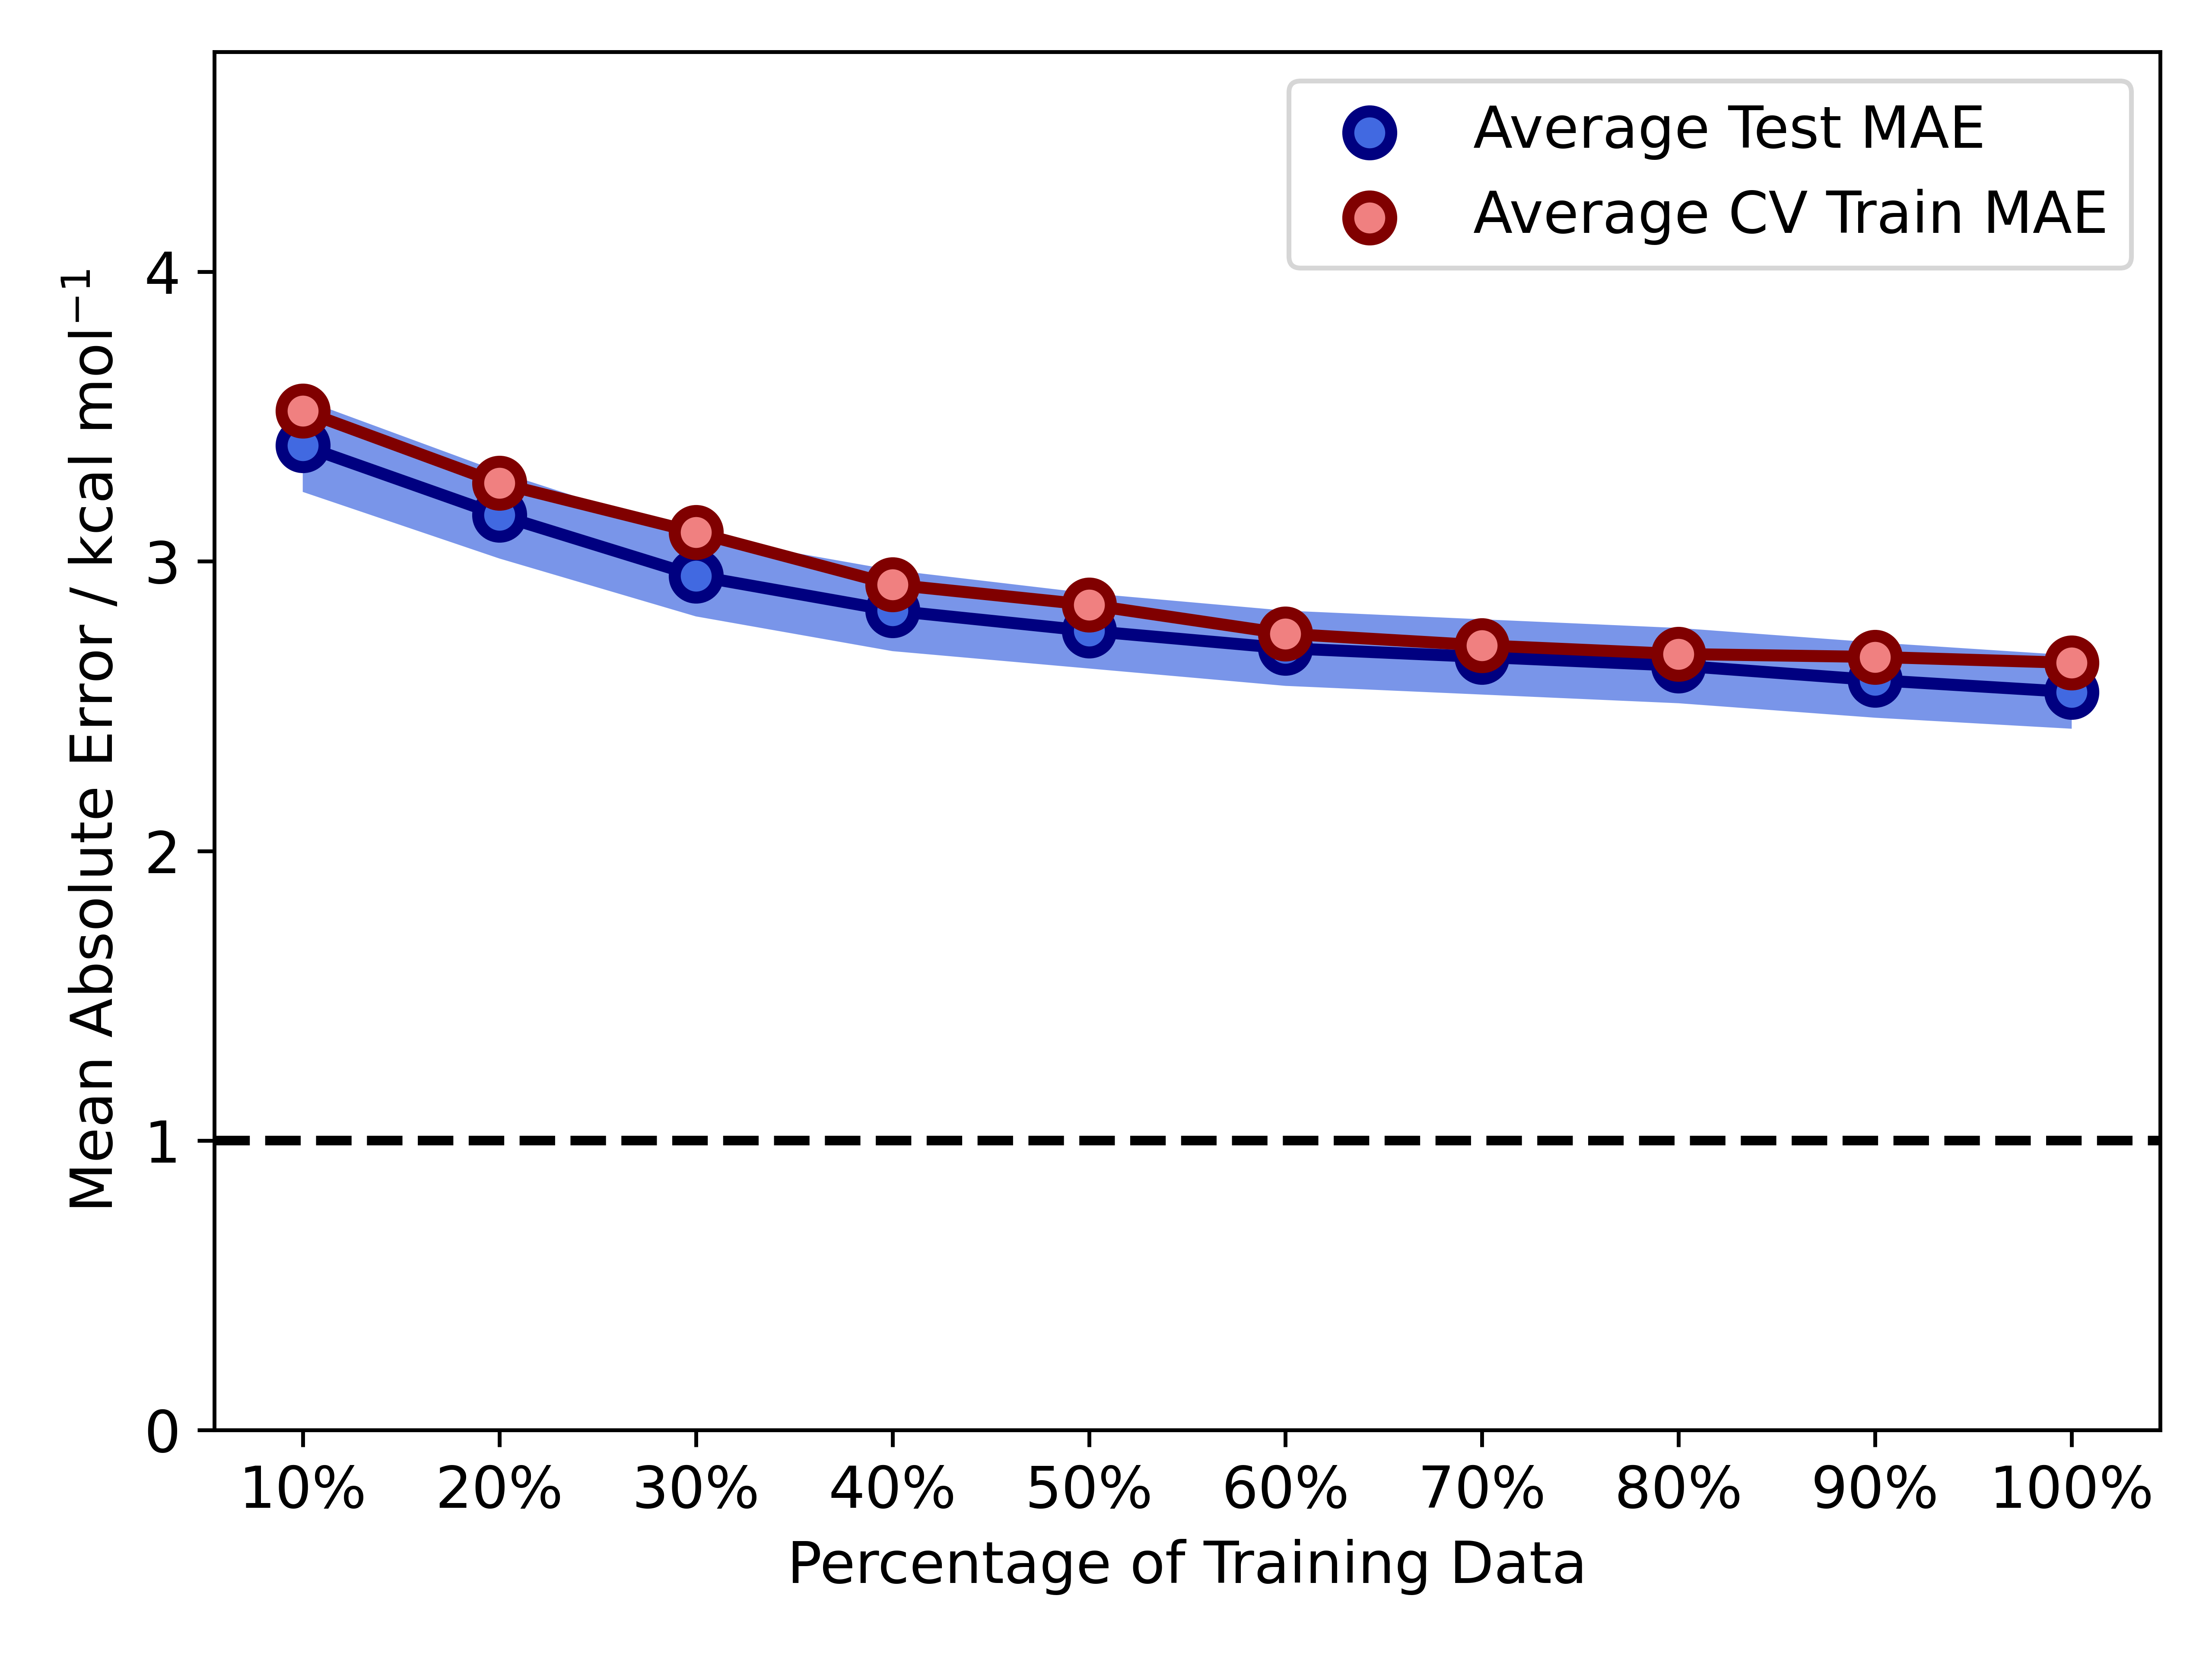 Average Test MAE
Average CV Train MAE
Mean Absolute Error / kcal mol⁻¹
4
3
2
1
0
10% 20% 30% 40% 50% 60% 70% 80% 90% 100%
Percentage of Training Data